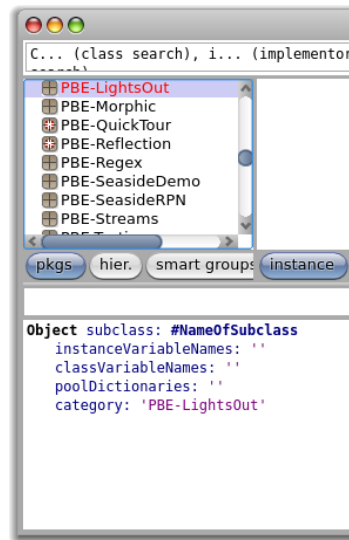 C... (class search), i... (implementor
PBE-LightsOut
PBE-Morphic
PBE-QuickTour
PBE-Reflection
PBE-Regex
PBE-SeasideDemo
PBE-SeasideRPN
PBE-Streams
pkgs hier. smart groups instance
Object subclass: #NameOfSubclass
instanceVariableNames: ''
classVariableNames: ''
poolDictionaries: ''
category: 'PBE-LightsOut'